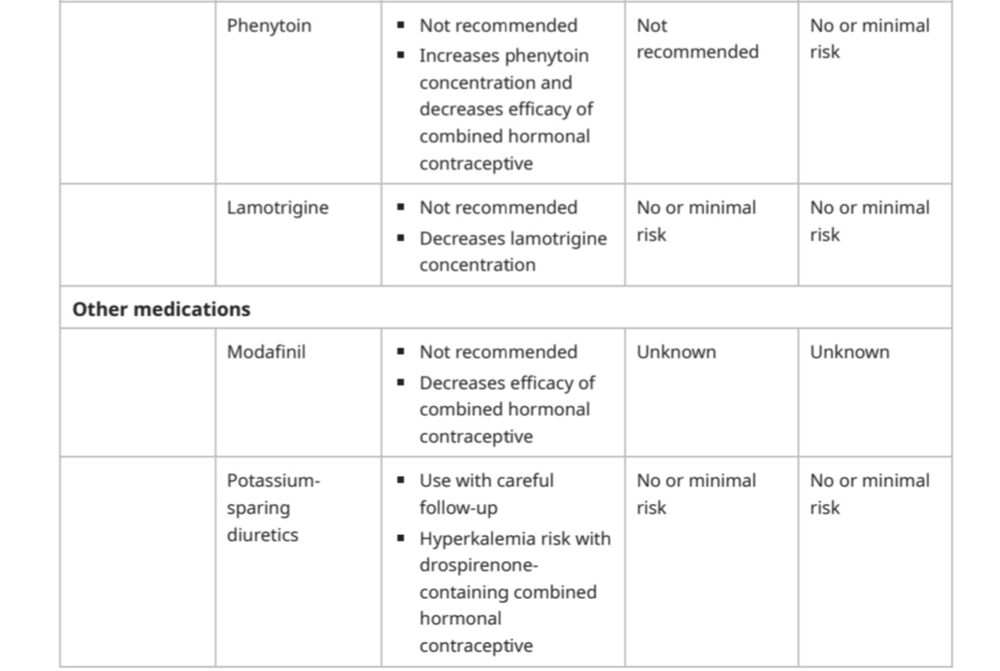 Phenytoin
▪ Not recommended
▪ Increases phenytoin
concentration and
decreases efficacy of
combined hormonal
contraceptive
Not
recommended
No or minimal
risk
Lamotrigine
▪ Not recommended
▪ Decreases lamotrigine
concentration
No or minimal
risk
No or minimal
risk
Other medications
Modafinil
▪ Not recommended
▪ Decreases efficacy of
combined hormonal
contraceptive
Unknown
Unknown
Potassium-
sparing
diuretics
▪ Use with careful
follow-up
▪ Hyperkalemia risk with
drospirenone-
containing combined
hormonal
contraceptive
No or minimal
risk
No or minimal
risk